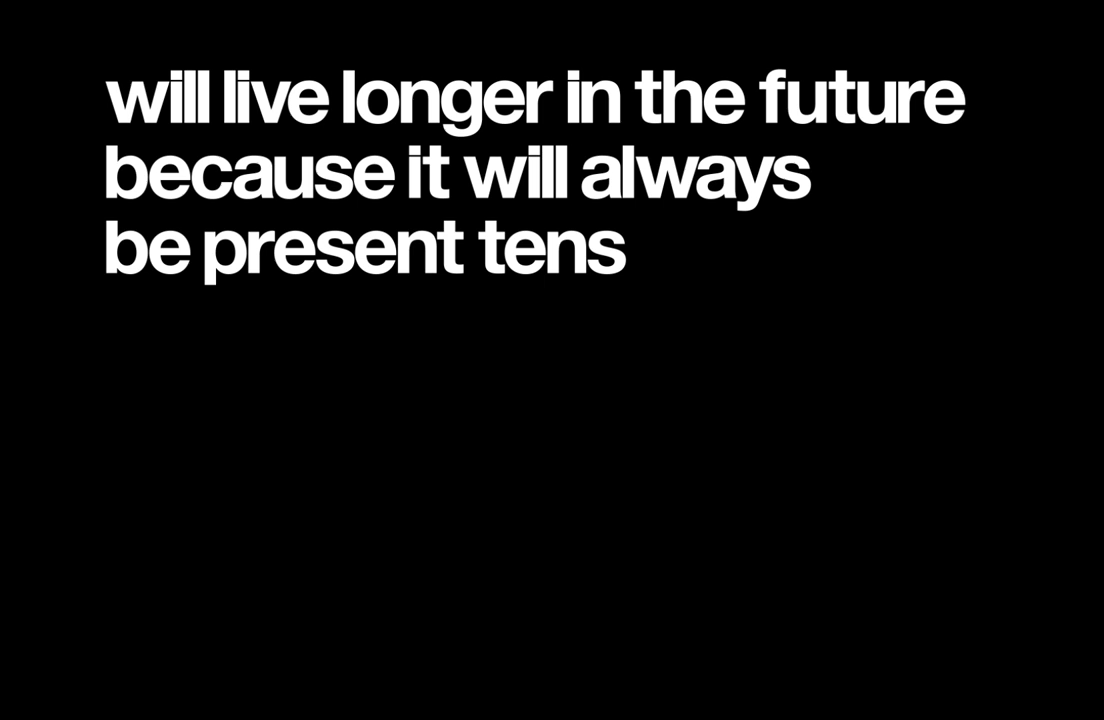 will live longer in the future
because it will always
be present tens